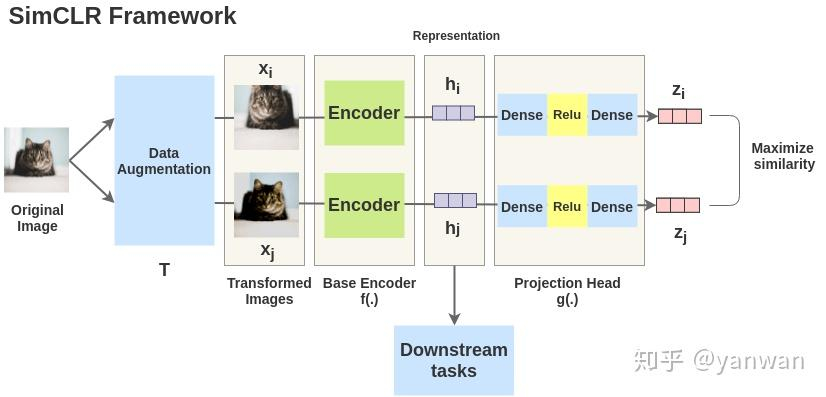 SimCLR Framework
Representation
xi
hi
zi
Encoder
Dense
Relu
Dense
Data
Augmentation
Maximize
similarity
Encoder
Dense
Relu
Dense
Original
Image
xj
hj
zj
T
Transformed
Images
Base Encoder
f(.)
Projection Head
g(.)
Downstream
tasks
知乎 @yanwan